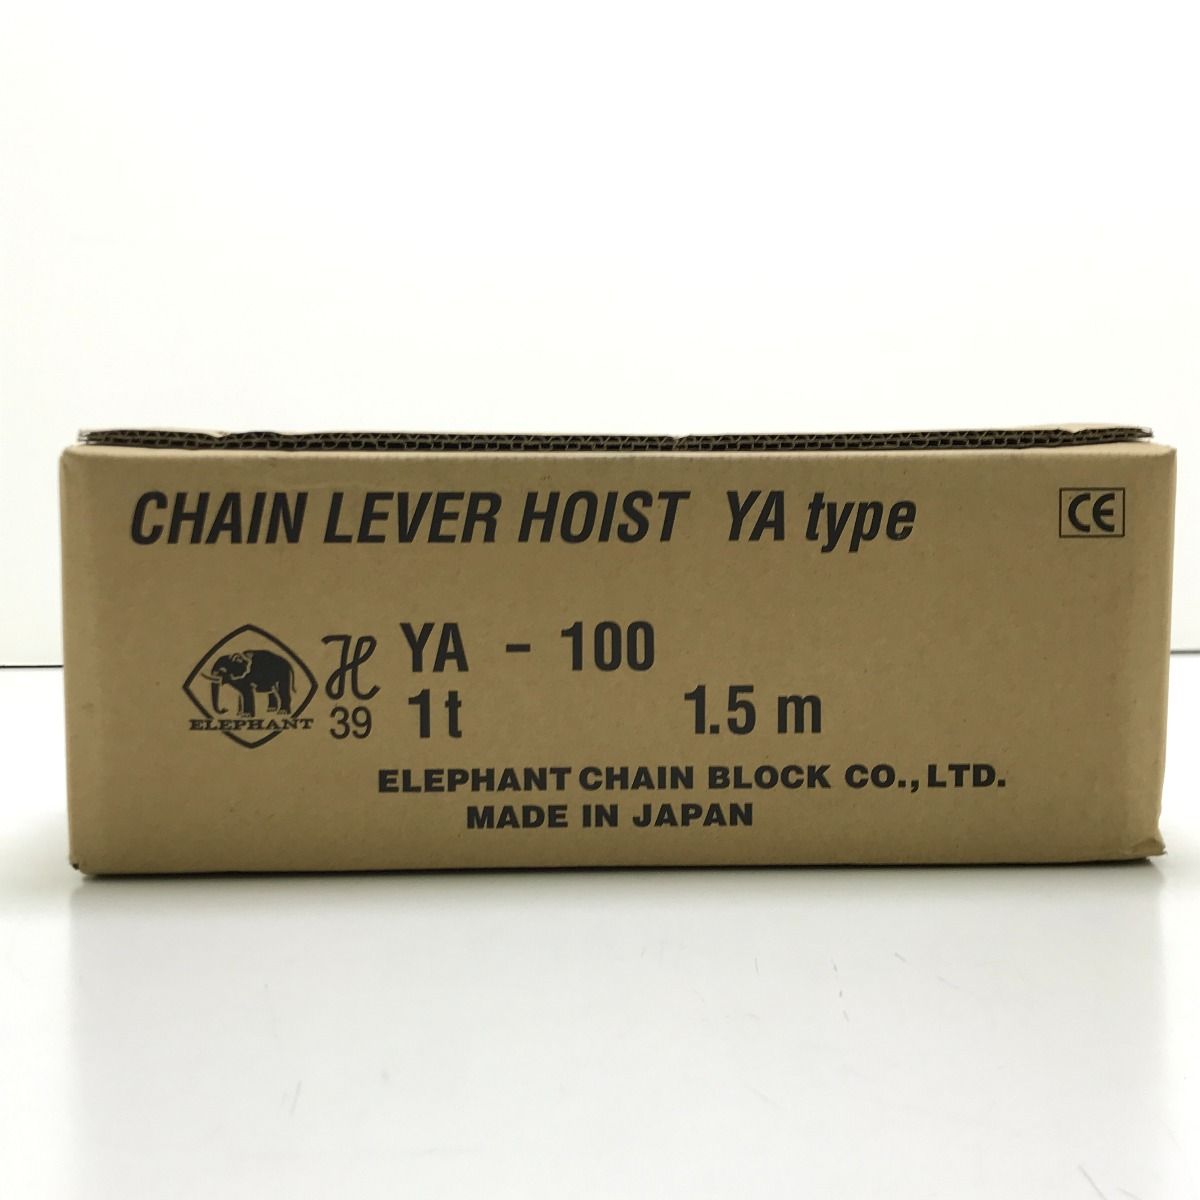 CHAIN LEVER HOIST YA type
CE
ELEPHANT
H
39
YA - 100
1t 1.5 m
ELEPHANT CHAIN BLOCK CO., LTD.
MADE IN JAPAN